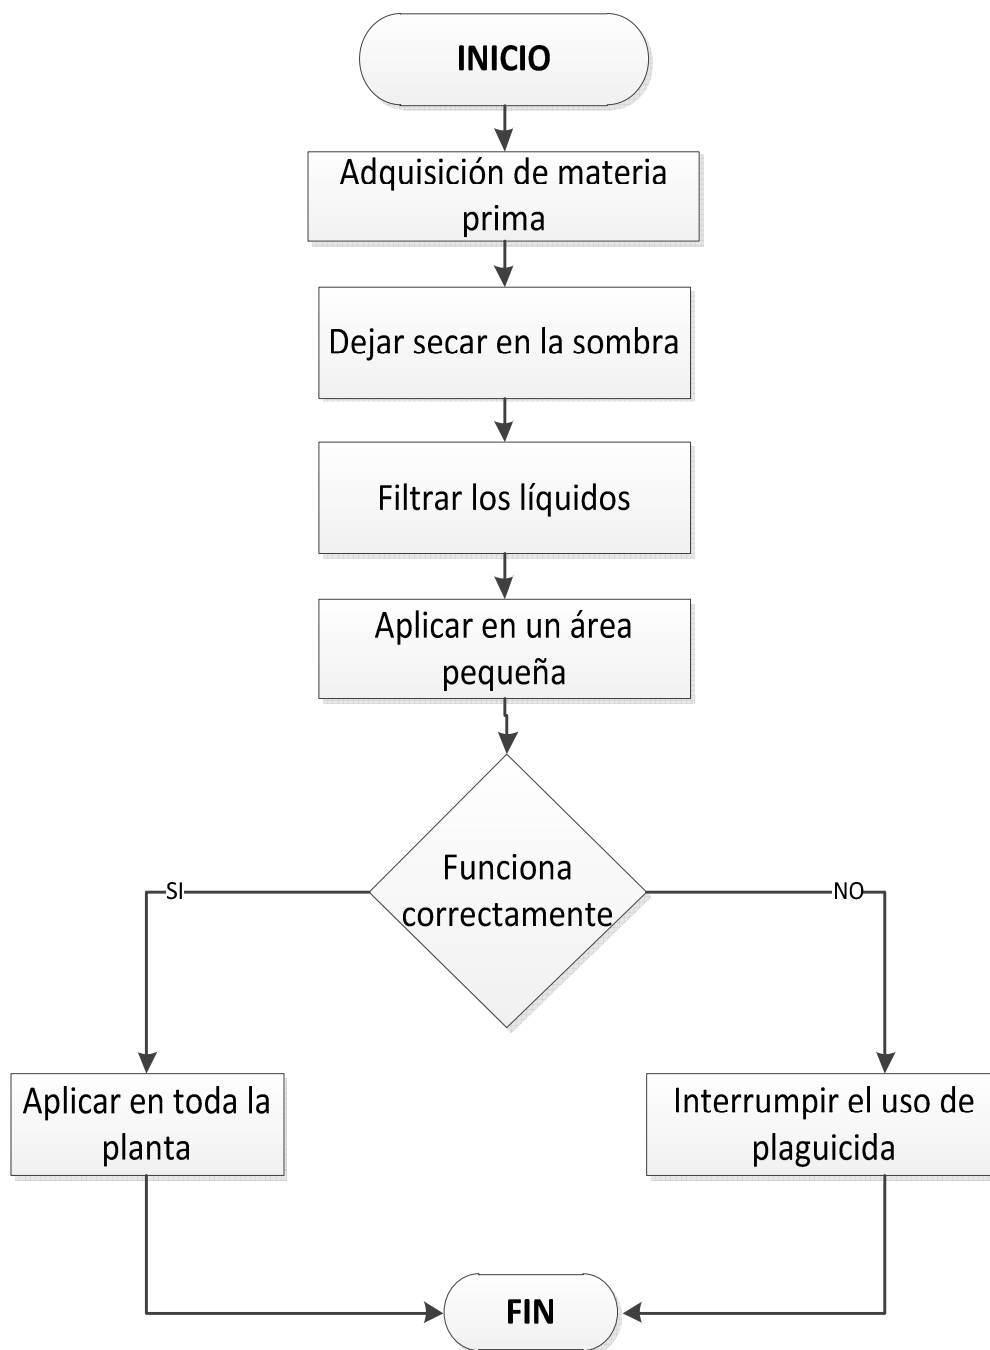 INICIO
Adquisición de materia
prima
Dejar secar en la sombra
Filtrar los líquidos
Aplicar en un área
pequeña
Funciona
correctamente
SI
NO
Aplicar en toda la
planta
Interrumpir el uso de
plaguicida
FIN